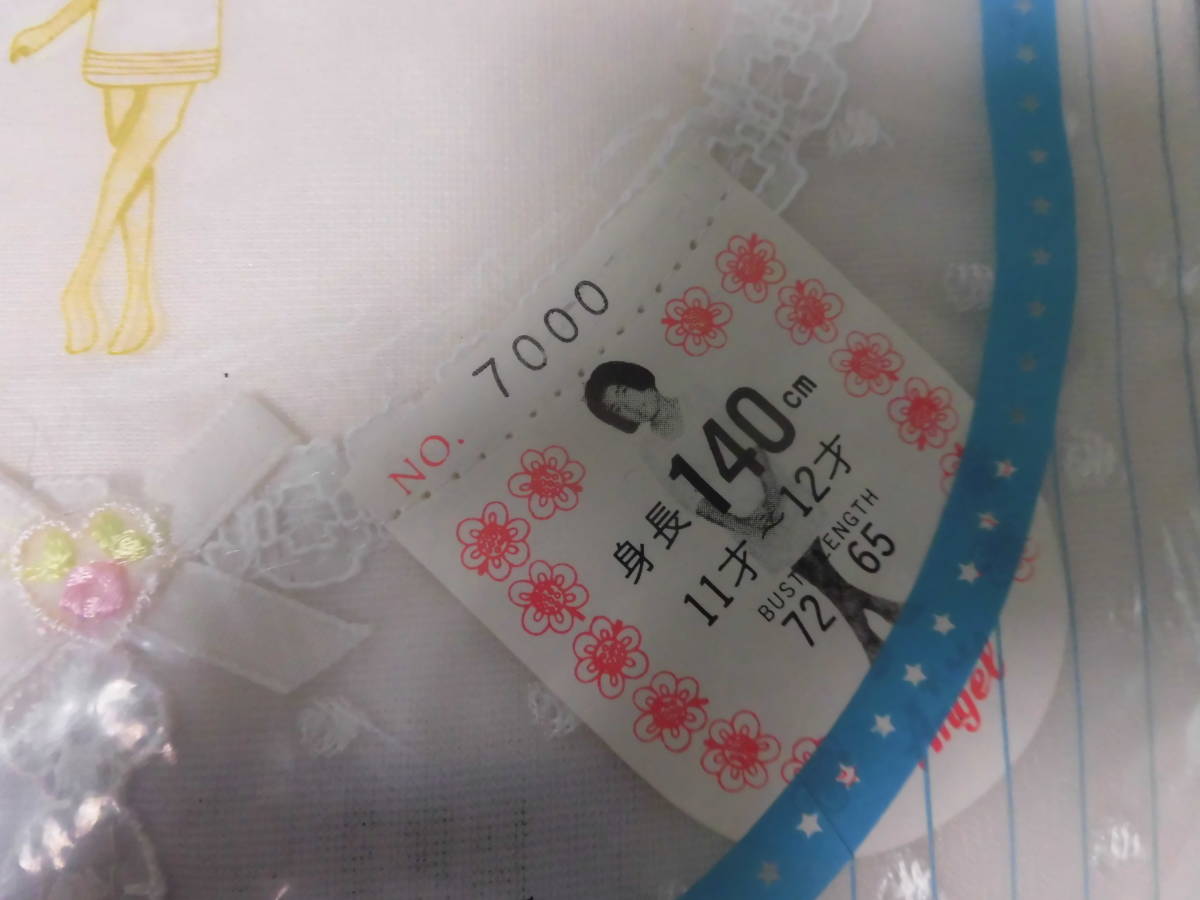 NO. 7000
身長140cm
11才~12才
BUST LENGTH
72 65
Angel